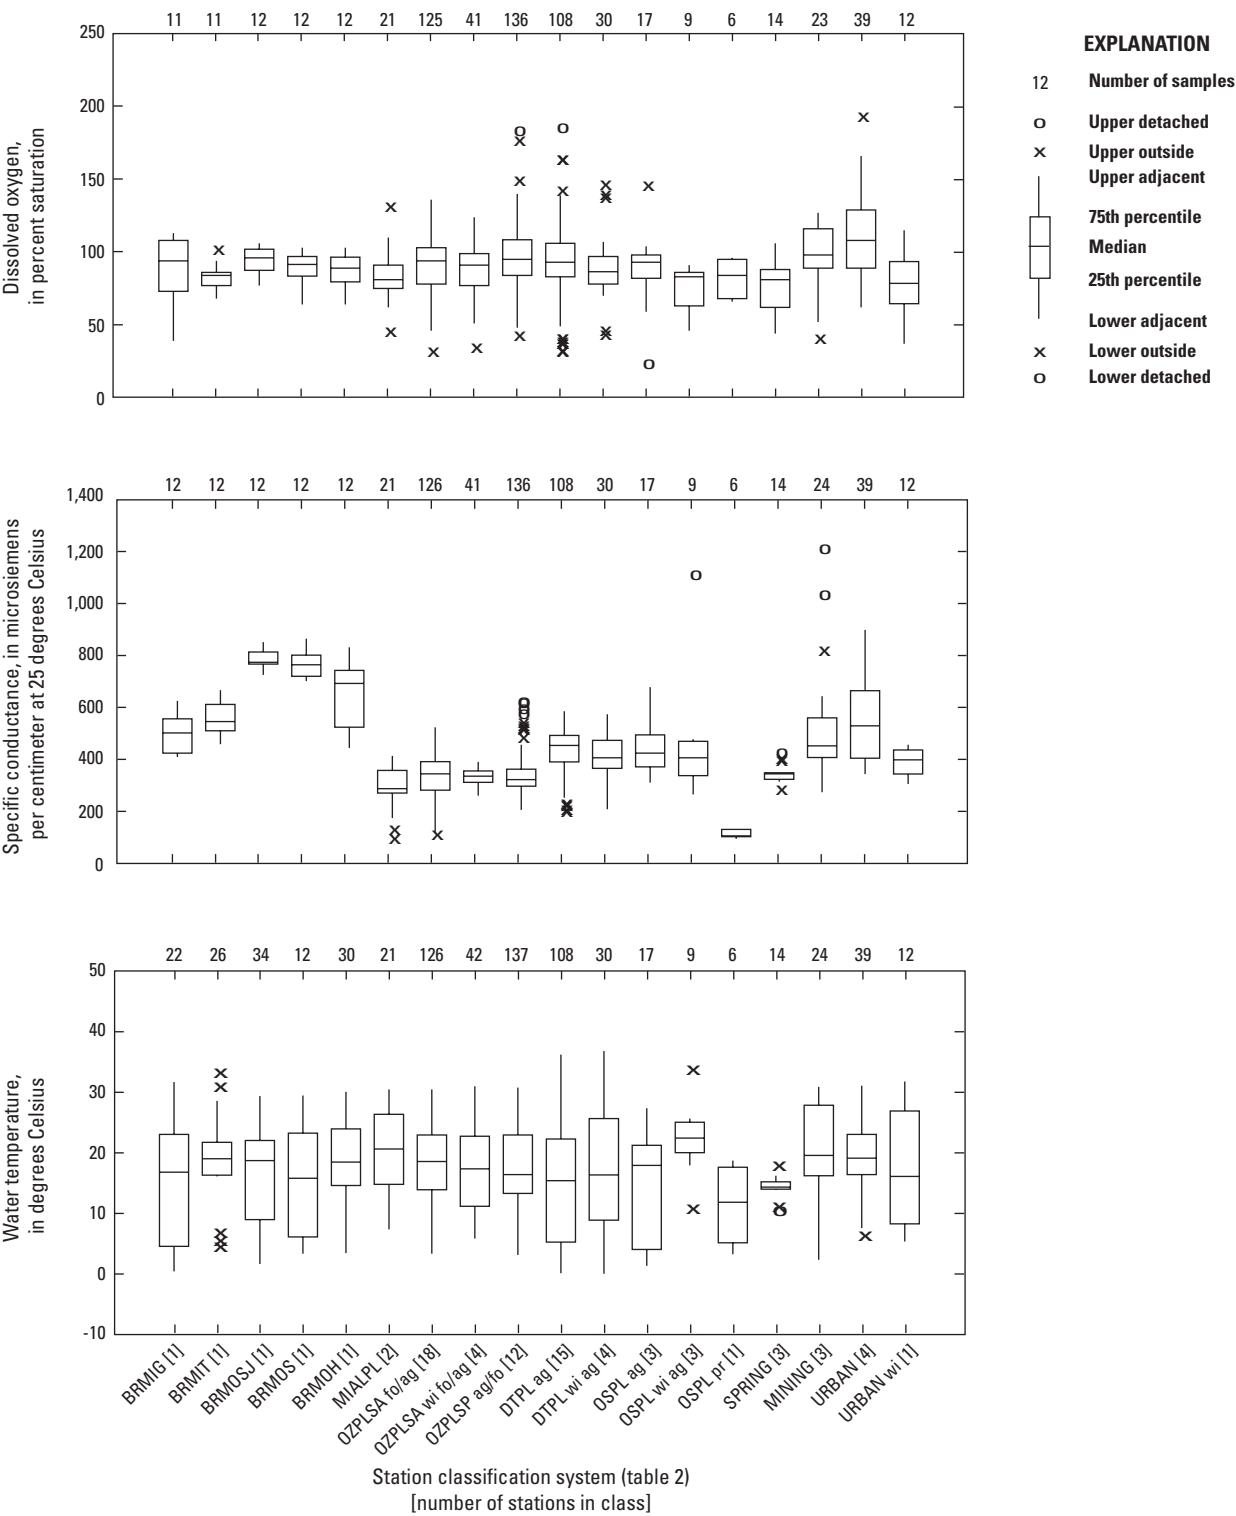 11 11 12 12 12 21 125 41 136 108 30 17 9 6 14 23 39 12
250
200
150
100
50
0
Dissolved oxygen,
in percent saturation
EXPLANATION
12 Number of samples
o Upper detached
x Upper outside
Upper adjacent
75th percentile
Median
25th percentile
Lower adjacent
x Lower outside
o Lower detached
12 12 12 12 12 21 126 41 136 108 30 17 9 6 14 24 39 12
1,400
1,200
1,000
800
600
400
200
0
Specific conductance, in microsiemens
per centimeter at 25 degrees Celsius
22 26 34 12 30 21 126 42 137 108 30 17 9 6 14 24 39 12
50
40
30
20
10
0
-10
Water temperature,
in degrees Celsius
BRMIG [1]
BRMIT [1]
BRMOSJ [1]
BRMOS [1]
BRMOH [1]
MIALPL [2]
OZPLSA fo/ag [18]
OZPLSA wi fo/ag [4]
OZPLSP ag/fo [12]
DTPL ag [15]
DTPL wi ag [4]
OSPL ag [3]
OSPL wi ag [3]
OSPL pr [1]
SPRING [3]
MINING [3]
URBAN [4]
URBAN wi [1]
Station classification system (table 2)
[number of stations in class]